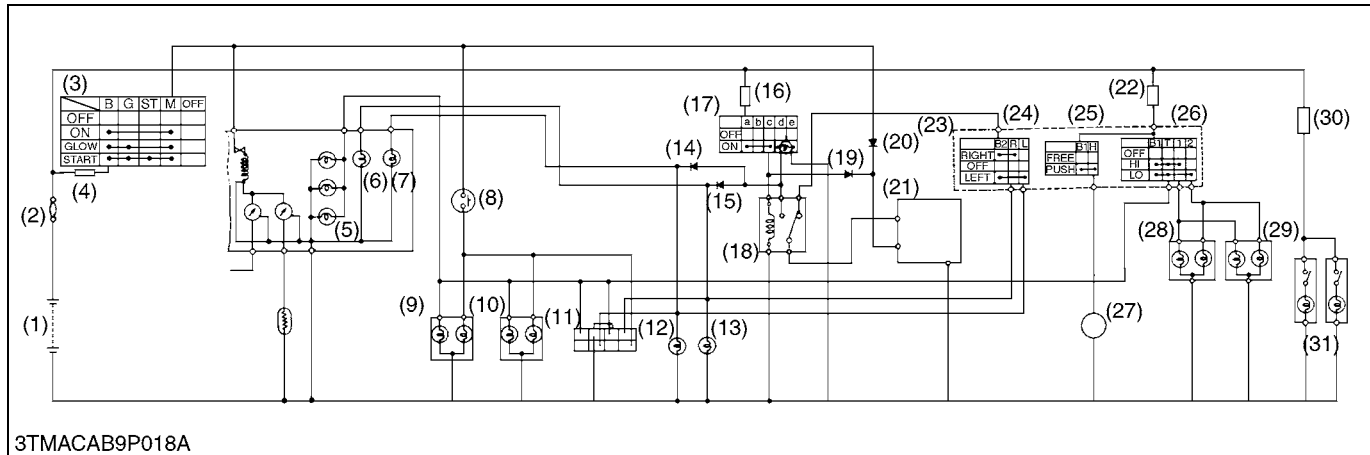 (3)
B G ST M OFF
OFF
ON
GLOW
START
(4)
(2)
(1)
(5)
(6)
(7)
(8)
(9)
(10)
(11)
(12)
(13)
(14)
(15)
(16)
(17)
a b c d e
OFF
ON
(18)
(19)
(20)
(21)
(22)
(23)
(24)
B2 R L
RIGHT
OFF
LEFT
(25)
B1 H
FREE
PUSH
(26)
B1 T 1 2
OFF
HI
LO
(27)
(28)
(29)
(30)
(31)
3TMACAB9P018A